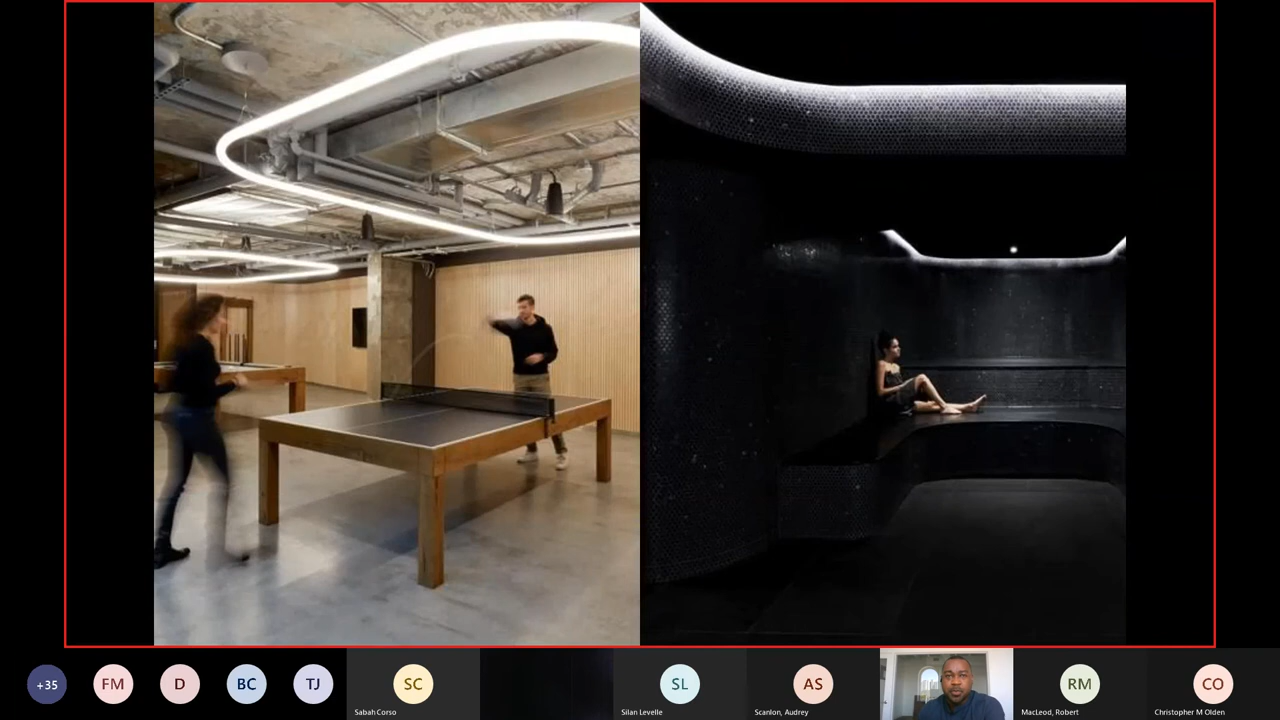 +35
FM
D
BC
TJ
SC
Sabah Corso
SL
Silan Levelle
AS
Scanlon, Audrey
RM
MacLeod, Robert
CO
Christopher M Olden